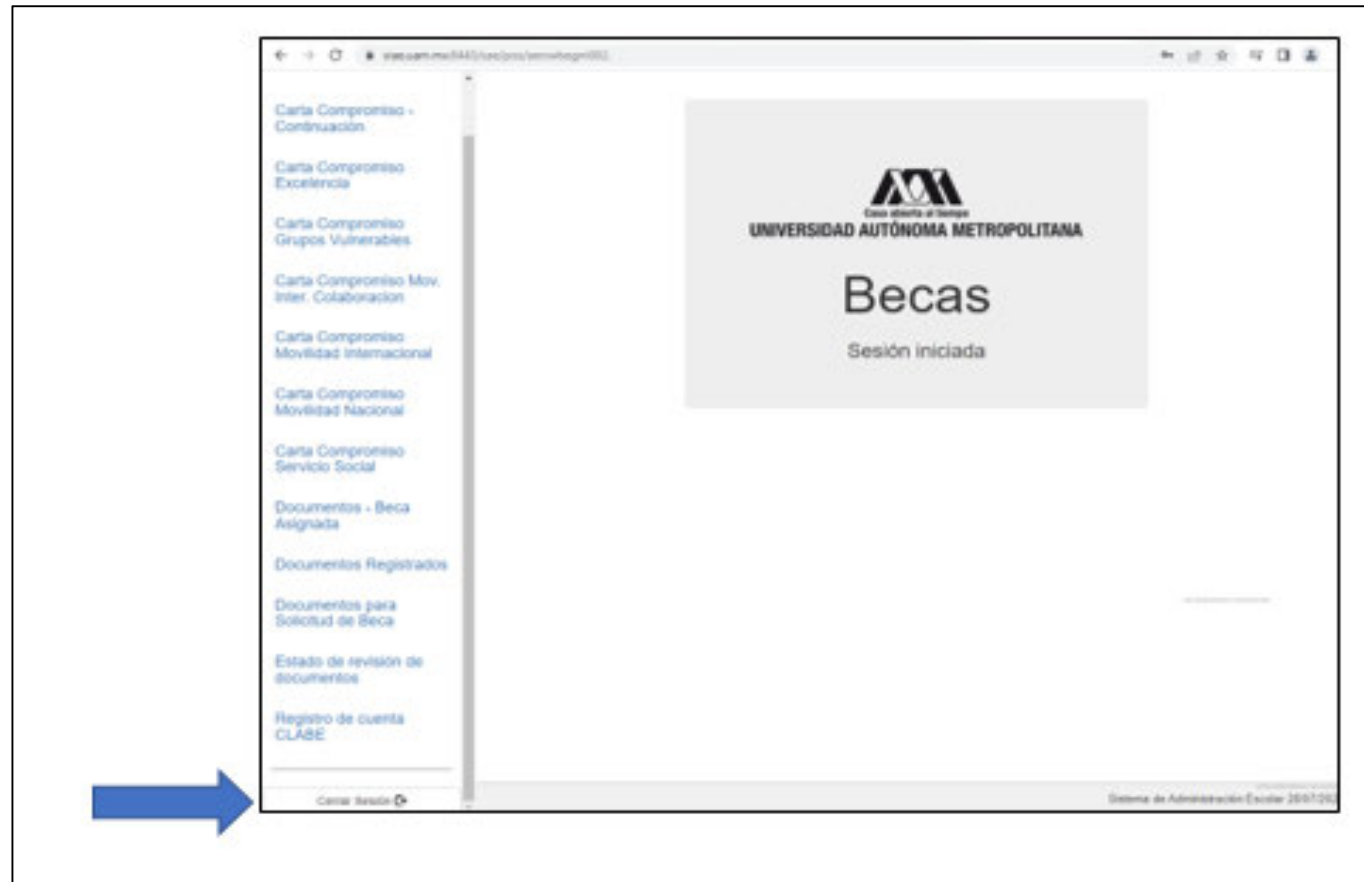 Carta Compromiso -
Continuación
Carta Compromiso
Excelencia
Carta Compromiso
Grupos Vulnerables
Carta Compromiso Mov.
Inter. Colaboracion
Carta Compromiso
Movilidad Internacional
Carta Compromiso
Movilidad Nacional
Carta Compromiso
Servicio Social
Documentos - Beca
Asignada
Documentos Registrados
Documentos para
Solicitud de Beca
Estado de revisión de
documentos
Registro de cuenta
CLABE
Cerrar Sesión
Casa abierta al tiempo
UNIVERSIDAD AUTÓNOMA METROPOLITANA
Becas
Sesión iniciada
Sistema de Administración Escolar